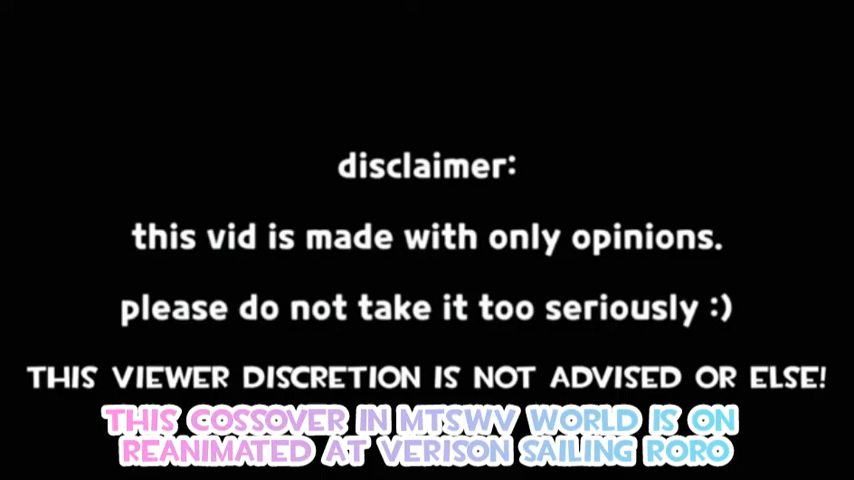 disclaimer:
this vid is made with only opinions.
please do not take it too seriously :)
THIS VIEWER DISCRETION IS NOT ADVISED OR ELSE!
THIS COSSOVER IN MTSWV WORLD IS ON
REANIMATED AT VERISON SAILING RORO